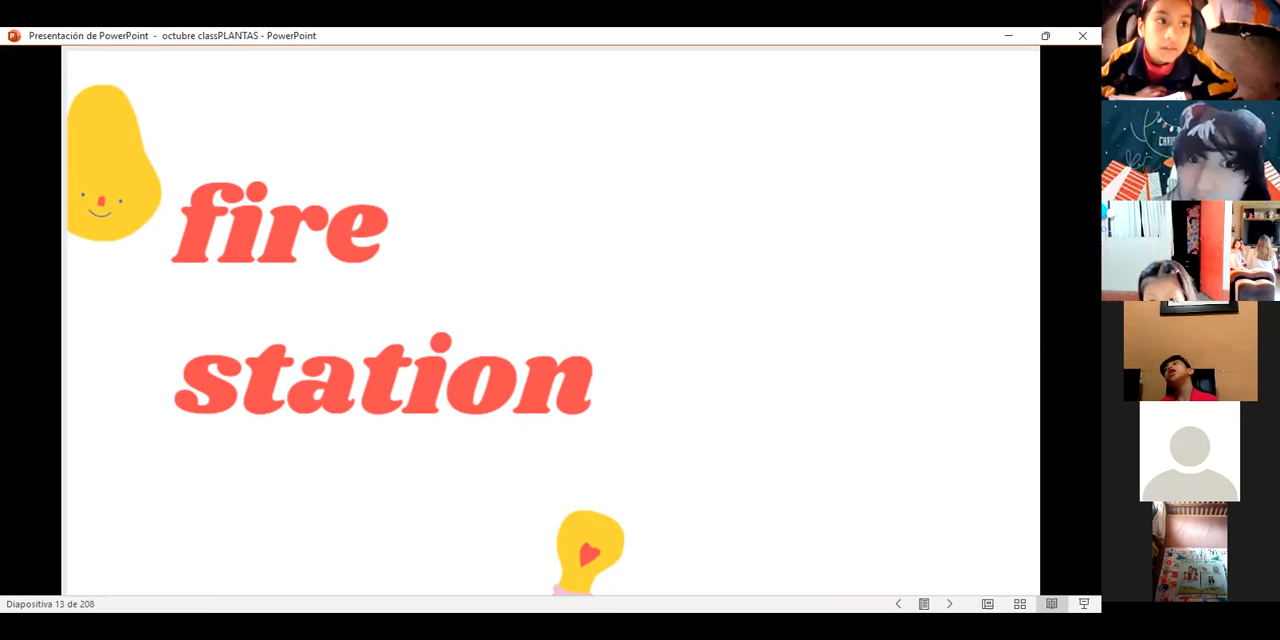 Presentación de PowerPoint - octubre classPLANTAS - PowerPoint
fire
station
Diapositiva 13 de 208